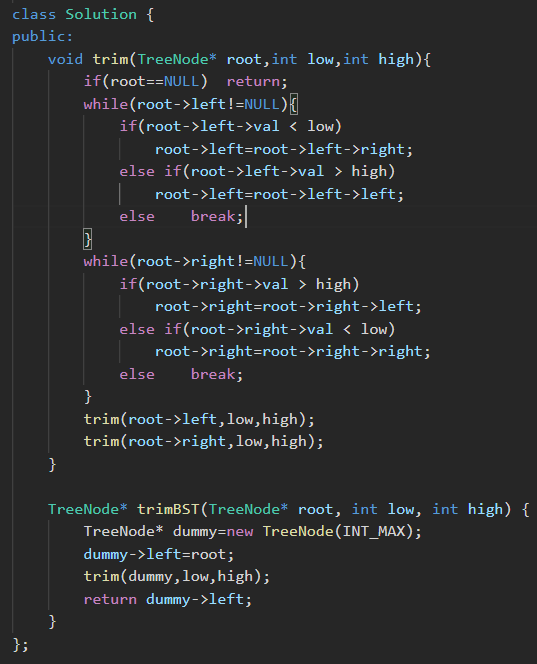 class Solution {
public:
    void trim(TreeNode* root,int low,int high){
        if(root==NULL)  return;
        while(root->left!=NULL){
            if(root->left->val < low)
                root->left=root->left->right;
            else if(root->left->val > high)
                root->left=root->left->left;
            else    break;
        }
        while(root->right!=NULL){
            if(root->right->val > high)
                root->right=root->right->left;
            else if(root->right->val < low)
                root->right=root->right->right;
            else    break;
        }
        trim(root->left,low,high);
        trim(root->right,low,high);
    }

    TreeNode* trimBST(TreeNode* root, int low, int high) {
        TreeNode* dummy=new TreeNode(INT_MAX);
        dummy->left=root;
        trim(dummy,low,high);
        return dummy->left;
    }
};